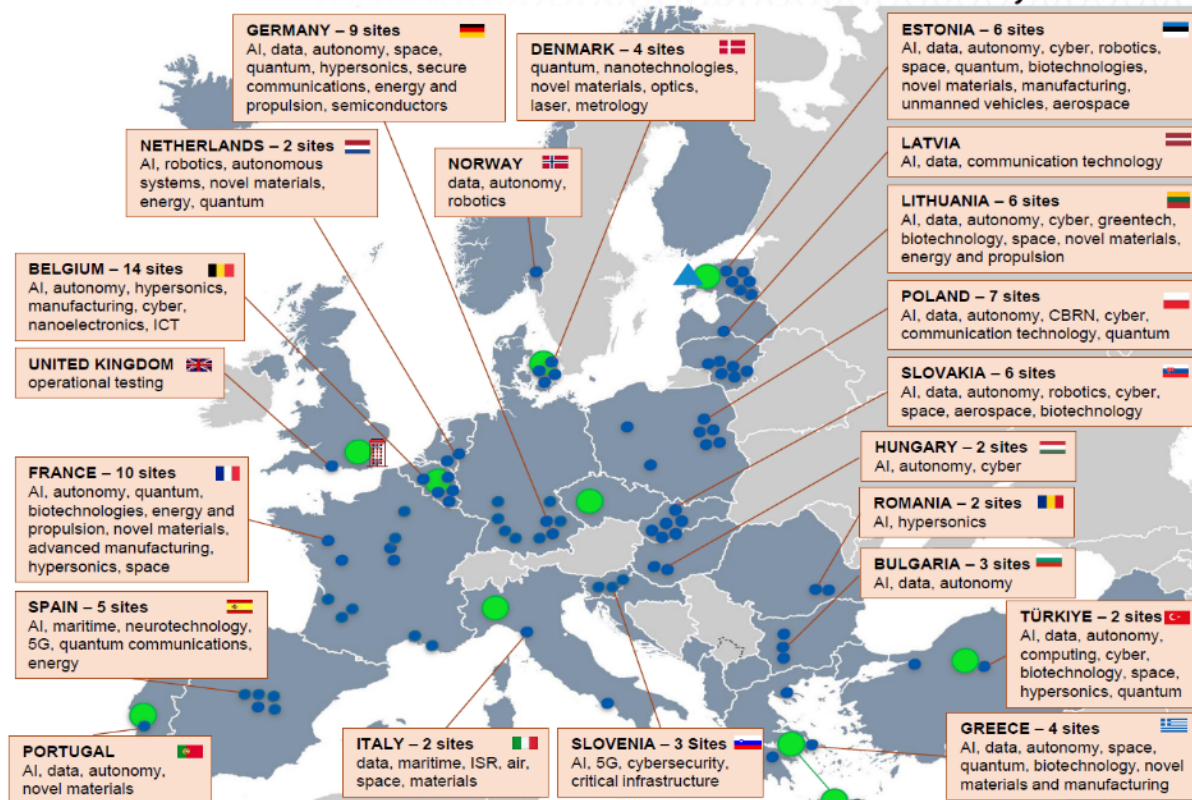 GERMANY – 9 sites
AI, data, autonomy, space,
quantum, hypersonics, secure
communications, energy and
propulsion, semiconductors
DENMARK – 4 sites
quantum, nanotechnologies,
novel materials, optics,
laser, metrology
ESTONIA – 6 sites
AI, data, autonomy, cyber, robotics,
space, quantum, biotechnologies,
novel materials, manufacturing,
unmanned vehicles, aerospace
NETHERLANDS – 2 sites
AI, robotics, autonomous
systems, novel materials,
energy, quantum
NORWAY
data, autonomy,
robotics
LATVIA
AI, data, communication technology
LITHUANIA – 6 sites
AI, data, autonomy, cyber, greentech,
biotechnology, space, novel materials,
energy and propulsion
BELGIUM – 14 sites
AI, autonomy, hypersonics,
manufacturing, cyber,
nanoelectronics, ICT
POLAND – 7 sites
AI, data, autonomy, CBRN, cyber,
communication technology, quantum
UNITED KINGDOM
operational testing
SLOVAKIA – 6 sites
AI, data, autonomy, robotics, cyber,
space, aerospace, biotechnology
HUNGARY – 2 sites
AI, autonomy, cyber
FRANCE – 10 sites
AI, autonomy, quantum,
biotechnologies, energy and
propulsion, novel materials,
advanced manufacturing,
hypersonics, space
ROMANIA – 2 sites
AI, hypersonics
BULGARIA – 3 sites
AI, data, autonomy
SPAIN – 5 sites
AI, maritime, neurotechnology,
5G, quantum communications,
energy
TÜRKIYE – 2 sites
AI, data, autonomy,
computing, cyber,
biotechnology, space,
hypersonics, quantum
PORTUGAL
AI, data, autonomy,
novel materials
ITALY – 2 sites
data, maritime, ISR, air,
space, materials
SLOVENIA – 3 Sites
AI, 5G, cybersecurity,
critical infrastructure
GREECE – 4 sites
AI, data, autonomy, space,
quantum, biotechnology, novel
materials and manufacturing